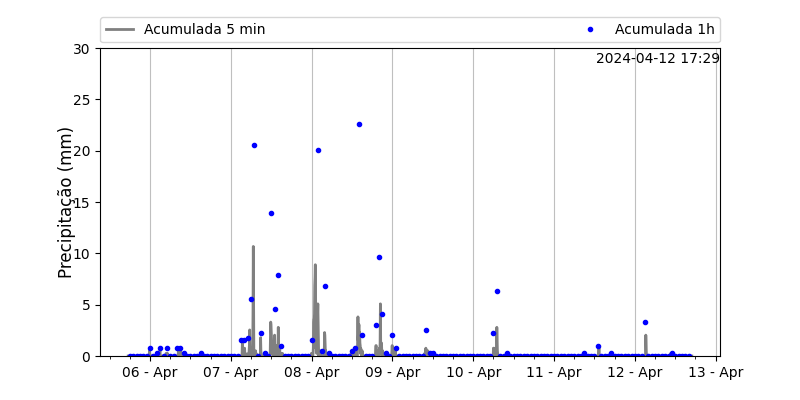 Acumulada 5 min
Acumulada 1h
2024-04-12 17:29
Precipitação (mm)
30
25
20
15
10
5
0
06 - Apr
07 - Apr
08 - Apr
09 - Apr
10 - Apr
11 - Apr
12 - Apr
13 - Apr